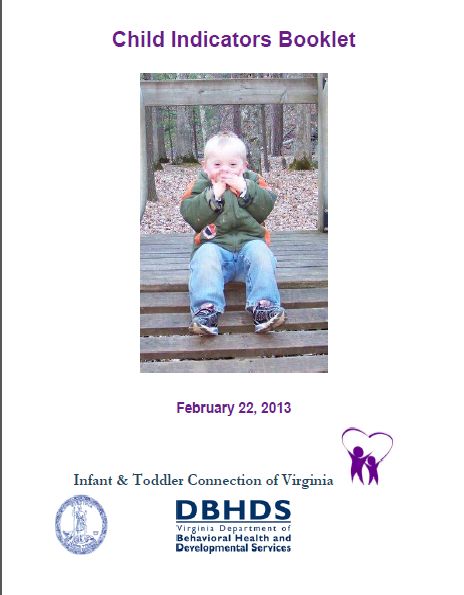 Child Indicators Booklet
February 22, 2013
Infant & Toddler Connection of Virginia
DBHDS
Virginia Department of
Behavioral Health and
Developmental Services